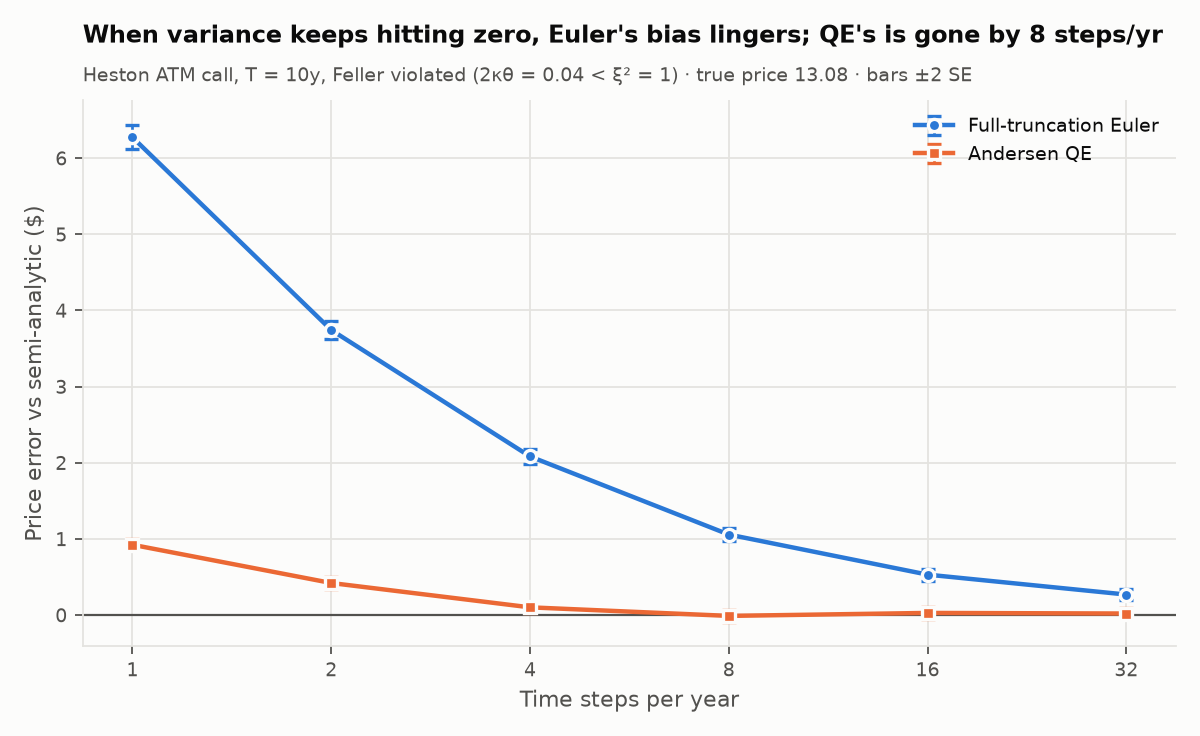 When variance keeps hitting zero, Euler's bias lingers; QE's is gone by 8 steps/yr
Heston ATM call, T = 10y, Feller violated (2κθ = 0.04 < ξ² = 1) · true price 13.08 · bars ±2 SE
Full-truncation Euler
Andersen QE
Price error vs semi-analytic ($)
6
5
4
3
2
1
0
1 2 4 8 16 32
Time steps per year